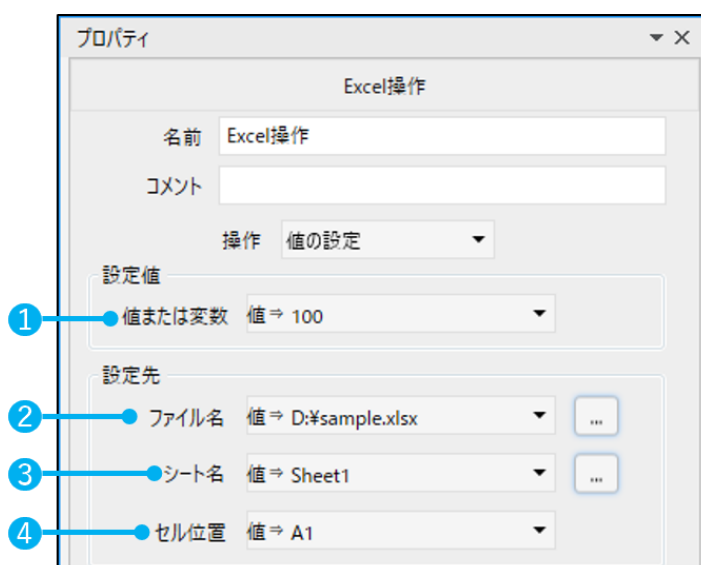 プロパティ
Excel操作
名前 Excel操作
コメント
操作 値の設定
設定値
1 値または変数 値⇒ 100
設定先
2 ファイル名 値⇒ D:¥sample.xlsx ...
3 シート名 値⇒ Sheet1 ...
4 セル位置 値⇒ A1